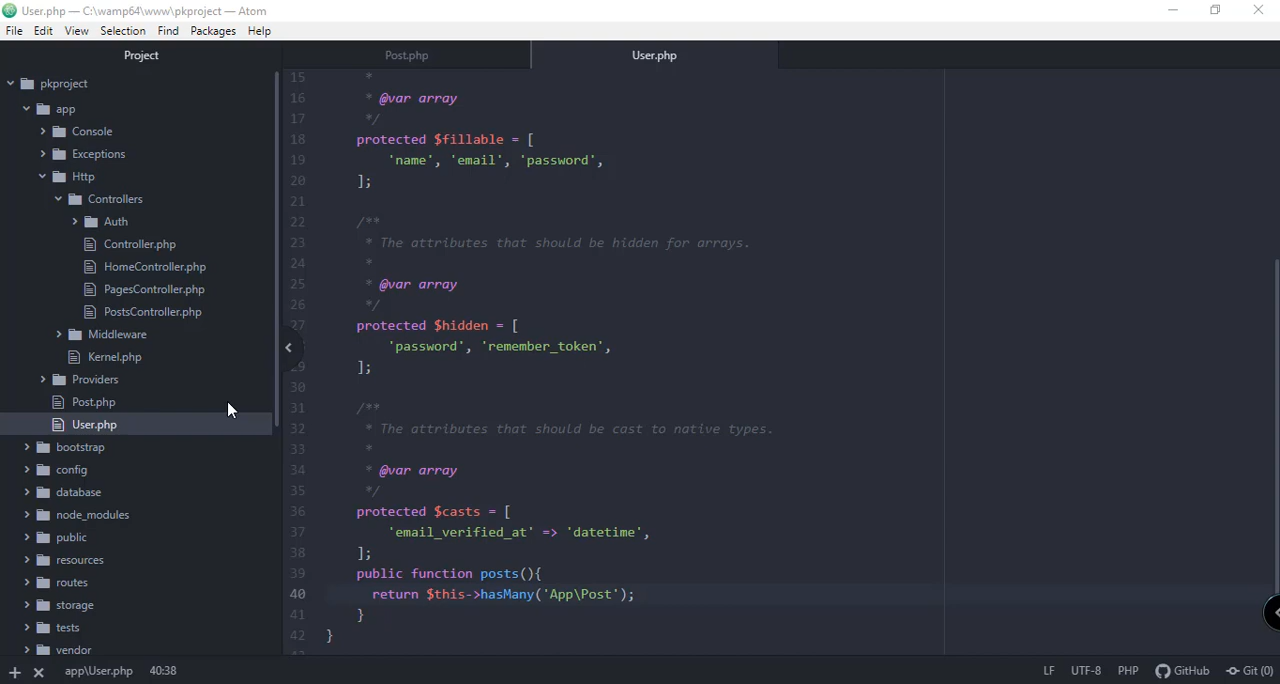 User.php — C:\wamp64\www\pkproject — Atom
File Edit View Selection Find Packages Help
Project
Post.php
User.php
pkproject
app
Console
Exceptions
Http
Controllers
Auth
Controller.php
HomeController.php
PagesController.php
PostsController.php
Middleware
Kernel.php
Providers
Post.php
User.php
bootstrap
config
database
node_modules
public
resources
routes
storage
tests
vendor
15 *
16 * @var array
17 */
18 protected $fillable = [
19 'name', 'email', 'password',
20 ];
21
22 /**
23 * The attributes that should be hidden for arrays.
24 *
25 * @var array
26 */
27 protected $hidden = [
'password', 'remember_token',
29 ];
30
31 /**
32 * The attributes that should be cast to native types.
33 *
34 * @var array
35 */
36 protected $casts = [
37 'email_verified_at' => 'datetime',
38 ];
39 public function posts(){
40 return $this->hasMany('App\Post');
41 }
42 }
app\User.php 40:38
LF UTF-8 PHP GitHub Git (0)